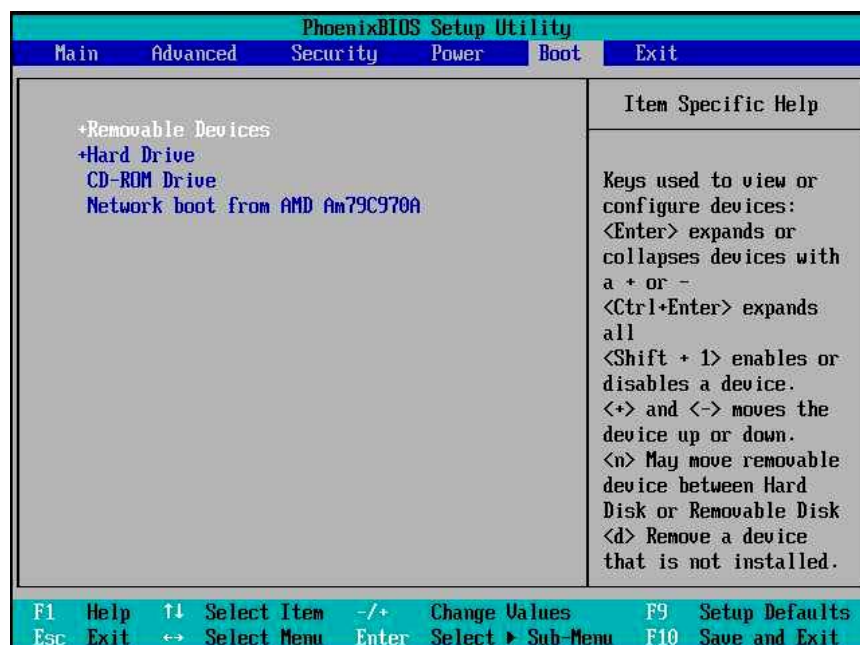 PhoenixBIOS Setup Utility
Main Advanced Security Power Boot Exit
+Removable Devices
+Hard Drive
CD-ROM Drive
Network boot from AMD Am79C970A
Item Specific Help
Keys used to view or
configure devices:
<Enter> expands or
collapses devices with
a + or -
<Ctrl+Enter> expands
all
<Shift + 1> enables or
disables a device.
<+> and <-> moves the
device up or down.
<n> May move removable
device between Hard
Disk or Removable Disk
<d> Remove a device
that is not installed.
F1 Help ↑↓ Select Item -/+ Change Values F9 Setup Defaults
Esc Exit ↔ Select Menu Enter Select ▶ Sub-Menu F10 Save and Exit